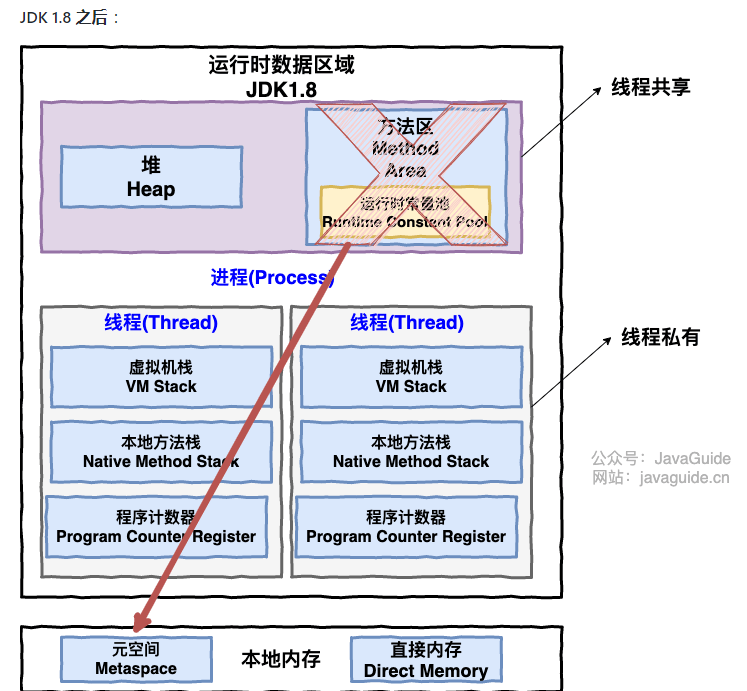 JDK 1.8 之后：
运行时数据区域
JDK1.8
线程共享
方法区
Method
Area
堆
Heap
运行时常量池
Runtime Constant Pool
进程(Process)
线程(Thread)
线程(Thread)
线程私有
虚拟机栈
VM Stack
虚拟机栈
VM Stack
本地方法栈
Native Method Stack
本地方法栈
Native Method Stack
公众号：JavaGuide
网站：javaguide.cn
程序计数器
Program Counter Register
程序计数器
Program Counter Register
元空间
Metaspace
本地内存
直接内存
Direct Memory